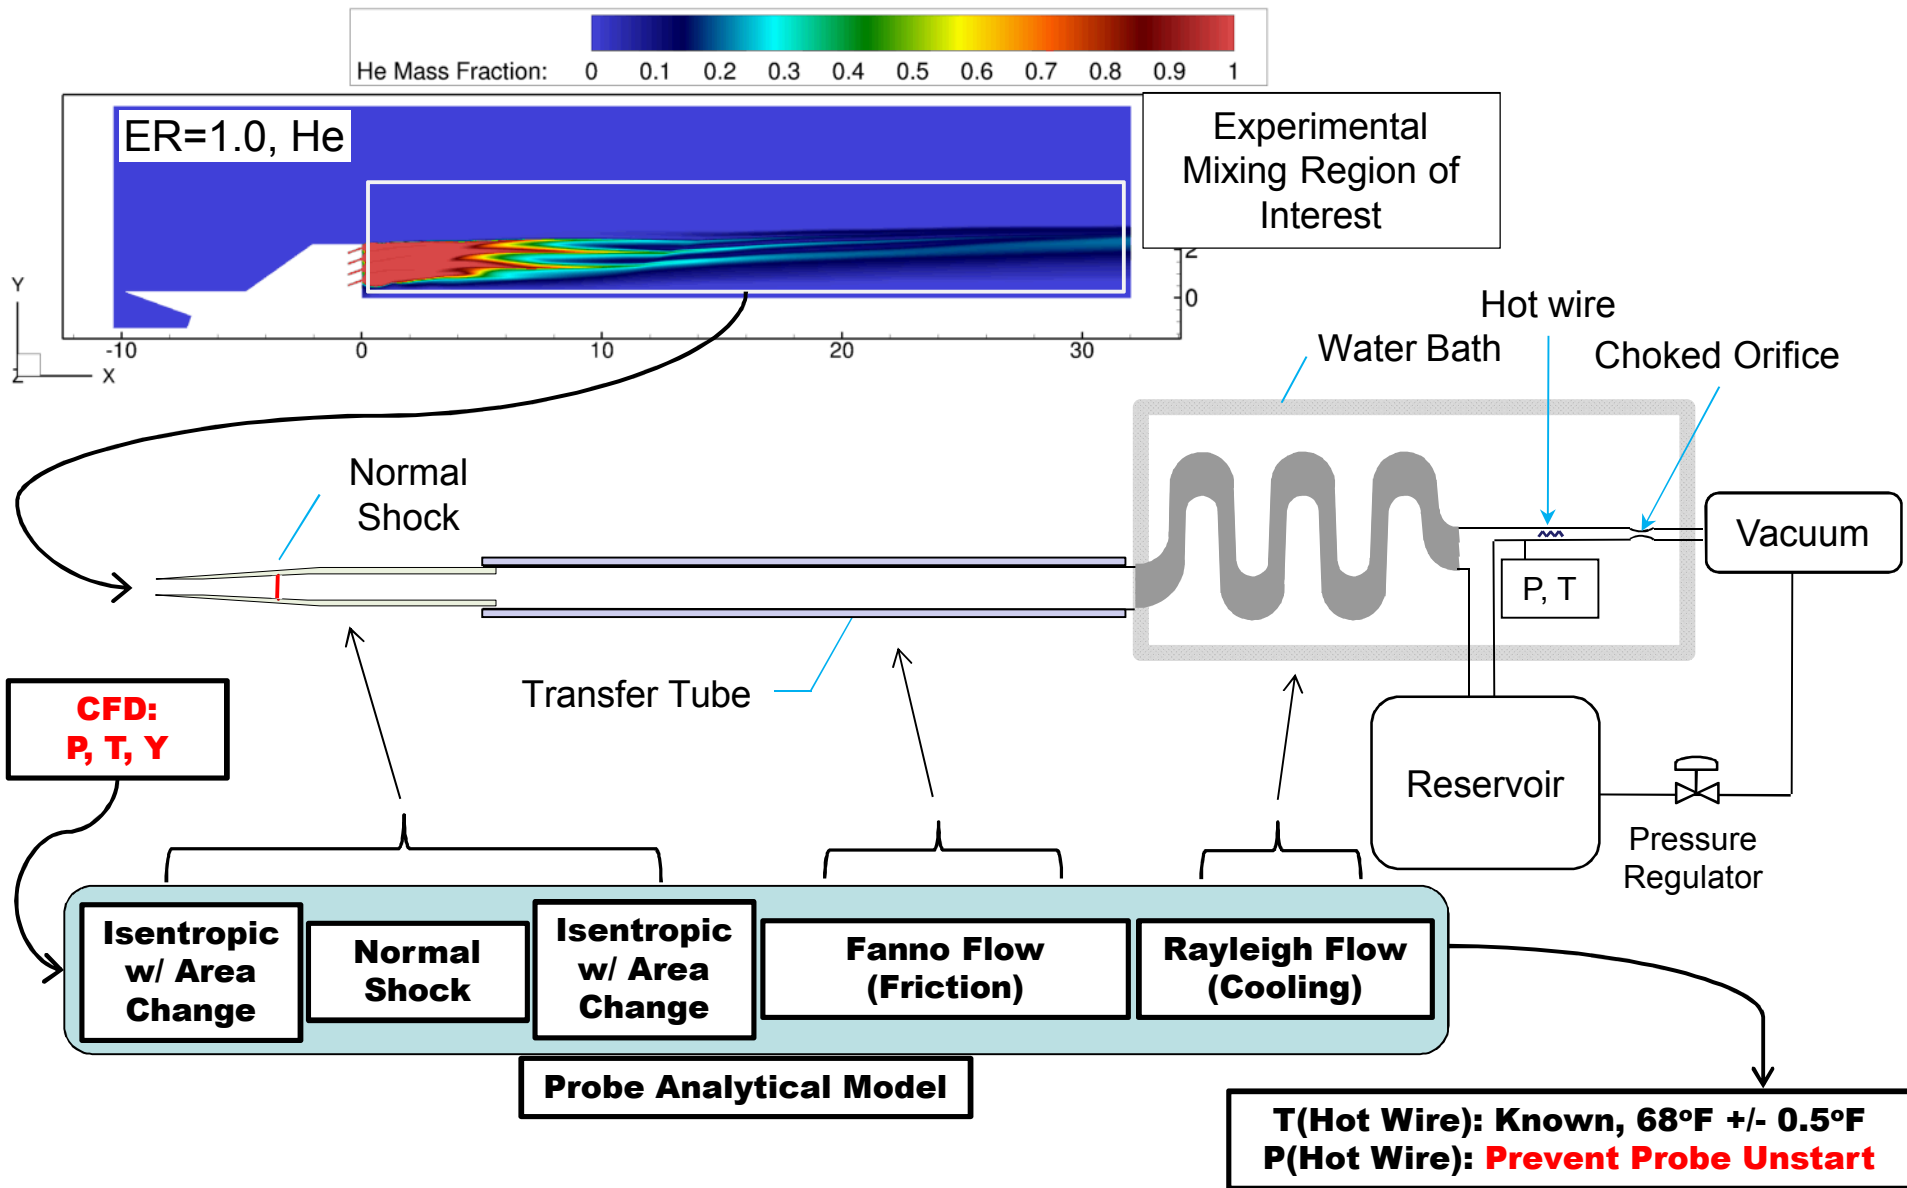 He Mass Fraction: 0 0.1 0.2 0.3 0.4 0.5 0.6 0.7 0.8 0.9 1
ER=1.0, He
Experimental
Mixing Region of
Interest
2
0
Y
Z
X
-10 0 10 20 30
Hot wire
Water Bath
Choked Orifice
Normal
Shock
Vacuum
P, T
Transfer Tube
CFD:
P, T, Y
Reservoir
Pressure
Regulator
Isentropic
w/ Area
Change
Normal
Shock
Isentropic
w/ Area
Change
Fanno Flow
(Friction)
Rayleigh Flow
(Cooling)
Probe Analytical Model
T(Hot Wire): Known, 68ºF +/- 0.5ºF
P(Hot Wire): Prevent Probe Unstart